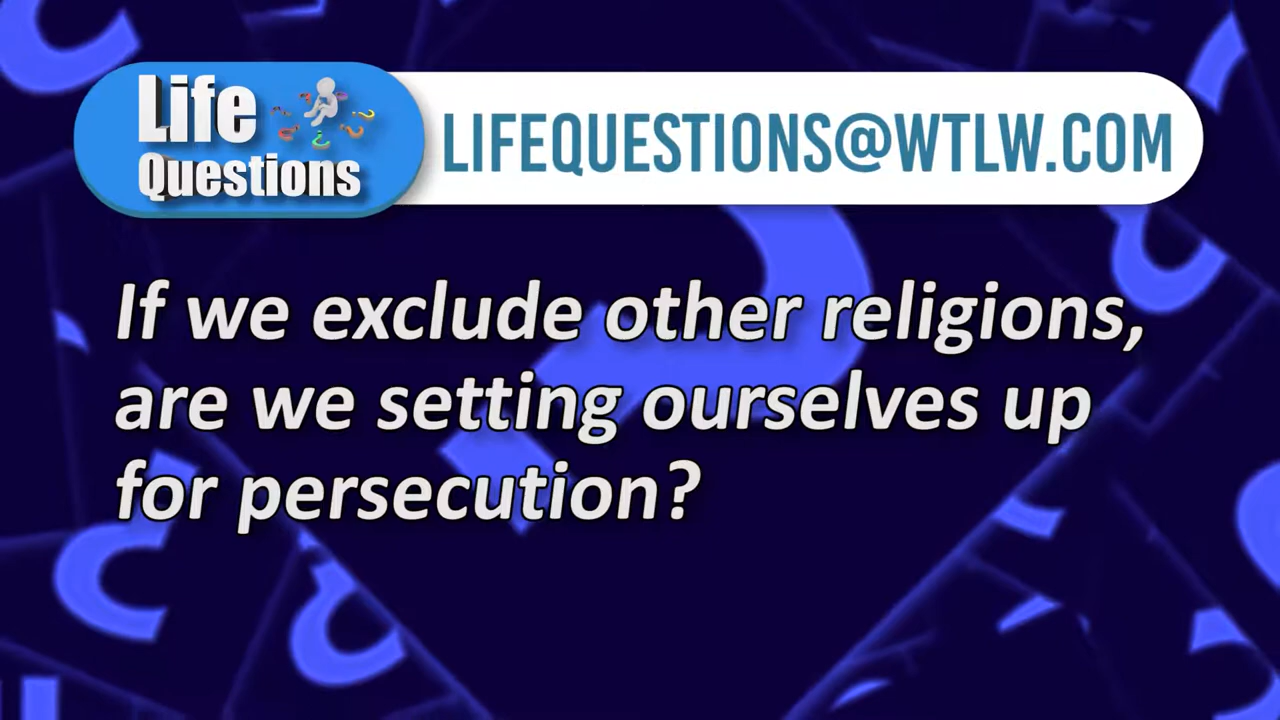 Life
Questions
LIFEQUESTIONS@WTLW.COM
If we exclude other religions,
are we setting ourselves up
for persecution?